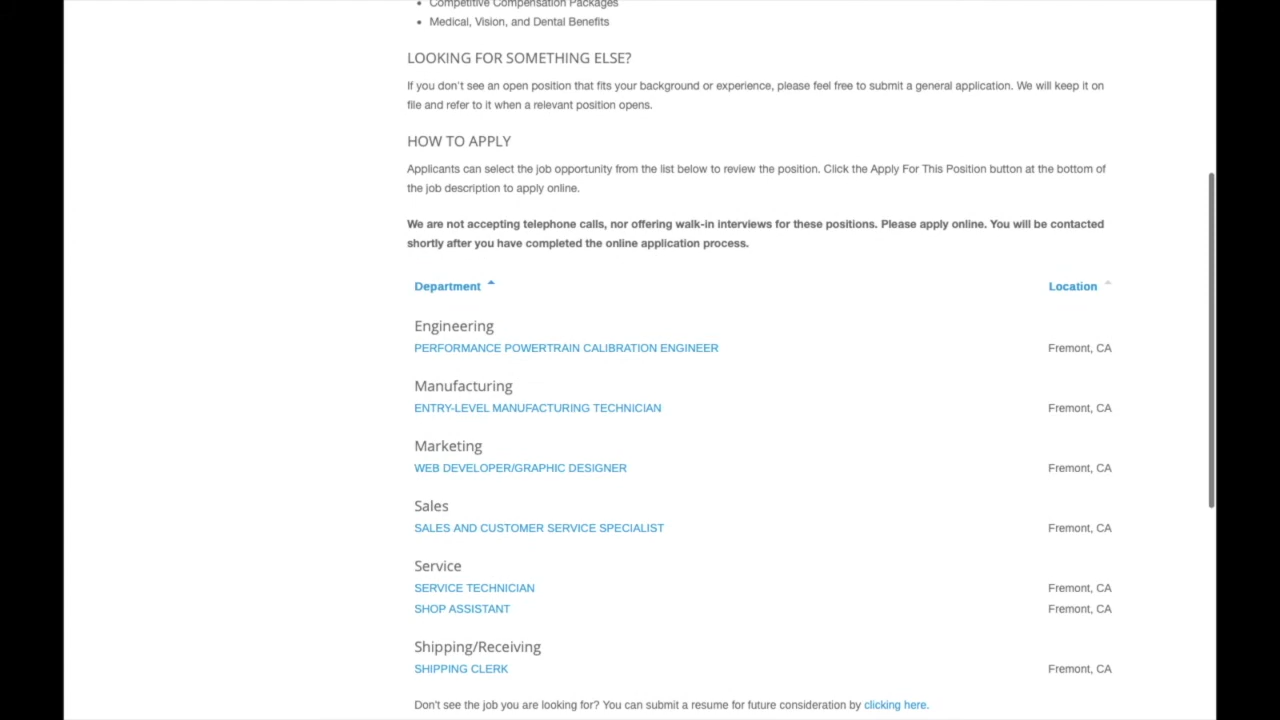 Competitive Compensation Packages
Medical, Vision, and Dental Benefits
LOOKING FOR SOMETHING ELSE?
If you don't see an open position that fits your background or experience, please feel free to submit a general application. We will keep it on
file and refer to it when a relevant position opens.
HOW TO APPLY
Applicants can select the job opportunity from the list below to review the position. Click the Apply For This Position button at the bottom of
the job description to apply online.
We are not accepting telephone calls, nor offering walk-in interviews for these positions. Please apply online. You will be contacted
shortly after you have completed the online application process.
Department Location
Engineering
PERFORMANCE POWERTRAIN CALIBRATION ENGINEER Fremont, CA
Manufacturing
ENTRY-LEVEL MANUFACTURING TECHNICIAN Fremont, CA
Marketing
WEB DEVELOPER/GRAPHIC DESIGNER Fremont, CA
Sales
SALES AND CUSTOMER SERVICE SPECIALIST Fremont, CA
Service
SERVICE TECHNICIAN Fremont, CA
SHOP ASSISTANT Fremont, CA
Shipping/Receiving
SHIPPING CLERK Fremont, CA
Don't see the job you are looking for? You can submit a resume for future consideration by clicking here.